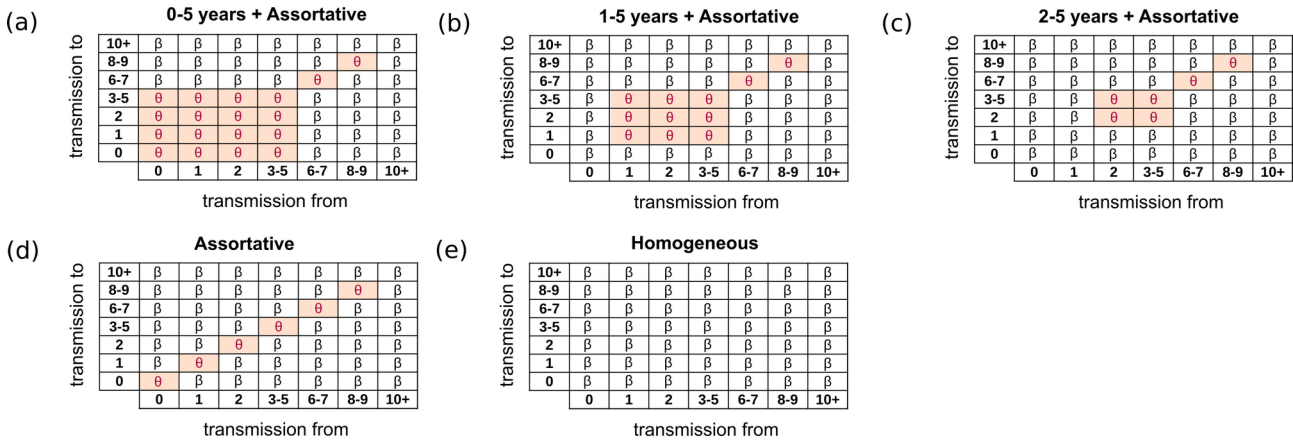 (a)
0-5 years + Assortative
transmission to
10+ β β β β β β β
8-9 β β β β β θ β
6-7 β β β β θ β β
3-5 θ θ θ θ β β β
2 θ θ θ θ β β β
1 θ θ θ θ β β β
0 θ θ θ θ β β β
0 1 2 3-5 6-7 8-9 10+
transmission from
(b)
1-5 years + Assortative
transmission to
10+ β β β β β β β
8-9 β β β β β θ β
6-7 β β β β θ β β
3-5 β θ θ θ β β β
2 β θ θ θ β β β
1 β θ θ θ β β β
0 β β β β β β β
0 1 2 3-5 6-7 8-9 10+
transmission from
(c)
2-5 years + Assortative
transmission to
10+ β β β β β β β
8-9 β β β β β θ β
6-7 β β β β θ β β
3-5 β β θ θ β β β
2 β β θ θ β β β
1 β β β β β β β
0 β β β β β β β
0 1 2 3-5 6-7 8-9 10+
transmission from
(d)
Assortative
transmission to
10+ β β β β β β β
8-9 β β β β β θ β
6-7 β β β β θ β β
3-5 β β β θ β β β
2 β β θ β β β β
1 β θ β β β β β
0 θ β β β β β β
0 1 2 3-5 6-7 8-9 10+
transmission from
(e)
Homogeneous
transmission to
10+ β β β β β β β
8-9 β β β β β β β
6-7 β β β β β β β
3-5 β β β β β β β
2 β β β β β β β
1 β β β β β β β
0 β β β β β β β
0 1 2 3-5 6-7 8-9 10+
transmission from